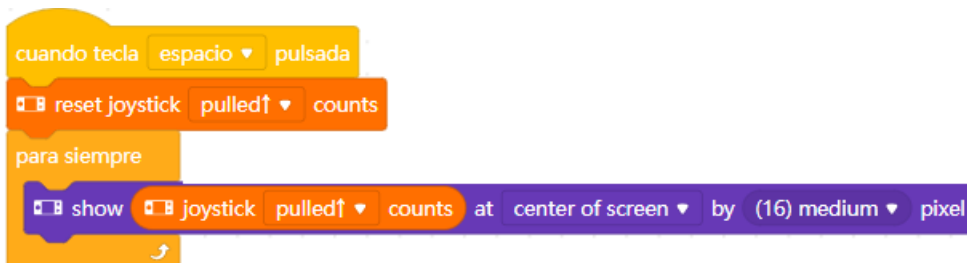 cuando tecla espacio ▼ pulsada
reset joystick pulled↑ ▼ counts
para siempre
show joystick pulled↑ ▼ counts at center of screen ▼ by (16) medium ▼ pixel